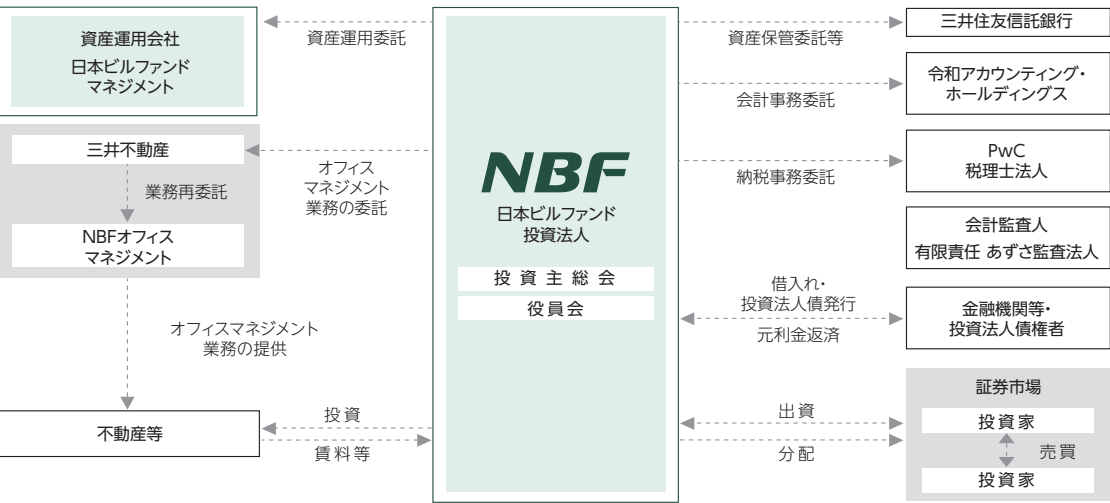 資産運用会社
日本ビルファンド
マネジメント
資産運用委託
三井不動産
業務再委託
NBFオフィス
マネジメント
オフィス
マネジメント
業務の委託
オフィスマネジメント
業務の提供
不動産等
投資
賃料等
NBF
日本ビルファンド
投資法人
投資主総会
役員会
資産保管委託等
三井住友信託銀行
会計事務委託
令和アカウンティング・
ホールディングス
納税事務委託
PwC
税理士法人
会計監査人
有限責任 あずさ監査法人
借入れ・
投資法人債発行
元利金返済
金融機関等・
投資法人債権者
出資
分配
証券市場
投資家
売買
投資家